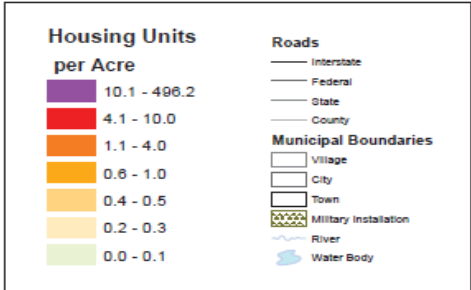 Housing Units
per Acre
10.1 - 496.2
4.1 - 10.0
1.1 - 4.0
0.6 - 1.0
0.4 - 0.5
0.2 - 0.3
0.0 - 0.1
Roads
Interstate
Federal
State
County
Municipal Boundaries
Village
City
Town
Military Installation
River
Water Body